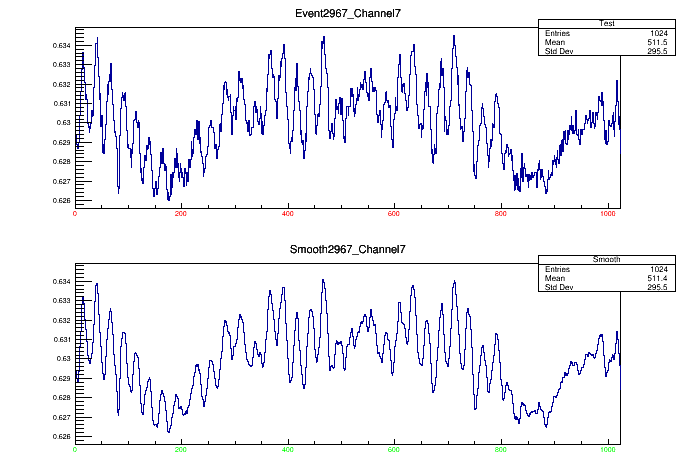 Event2967_Channel7
Test
Entries 1024
Mean 511.5
Std Dev 295.5
0.634
0.633
0.632
0.631
0.63
0.629
0.628
0.627
0.626
0 200 400 600 800 1000
Smooth2967_Channel7
Smooth
Entries 1024
Mean 511.4
Std Dev 295.5
0.634
0.633
0.632
0.631
0.63
0.629
0.628
0.627
0.626
0 200 400 600 800 1000